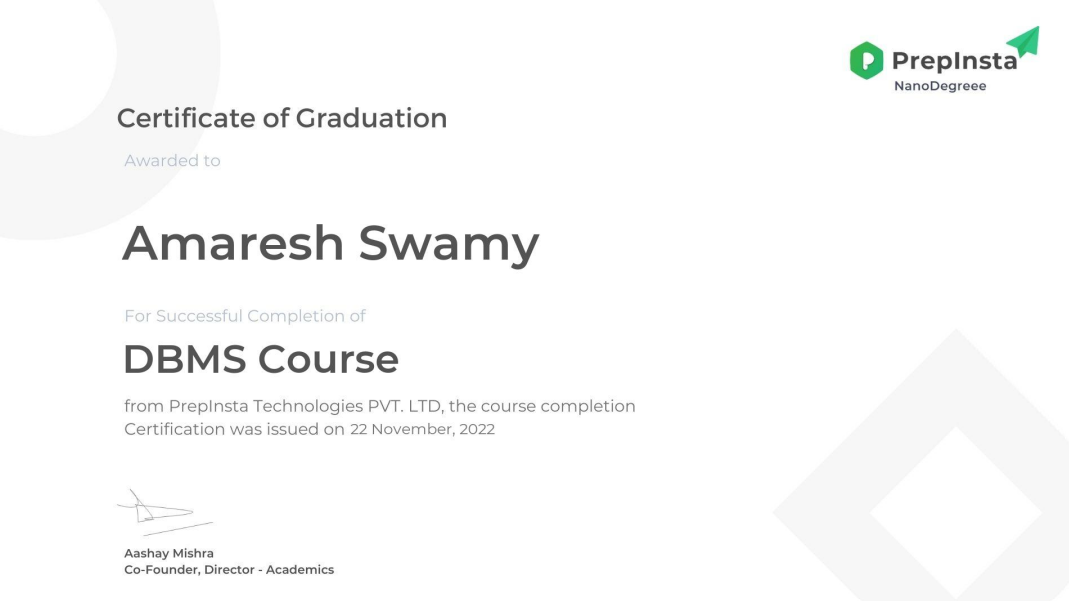 PrepInsta
NanoDegreee
Certificate of Graduation
Awarded to
Amaresh Swamy
For Successful Completion of
DBMS Course
from PrepInsta Technologies PVT. LTD, the course completion
Certification was issued on 22 November, 2022
Aashay Mishra
Co-Founder, Director - Academics